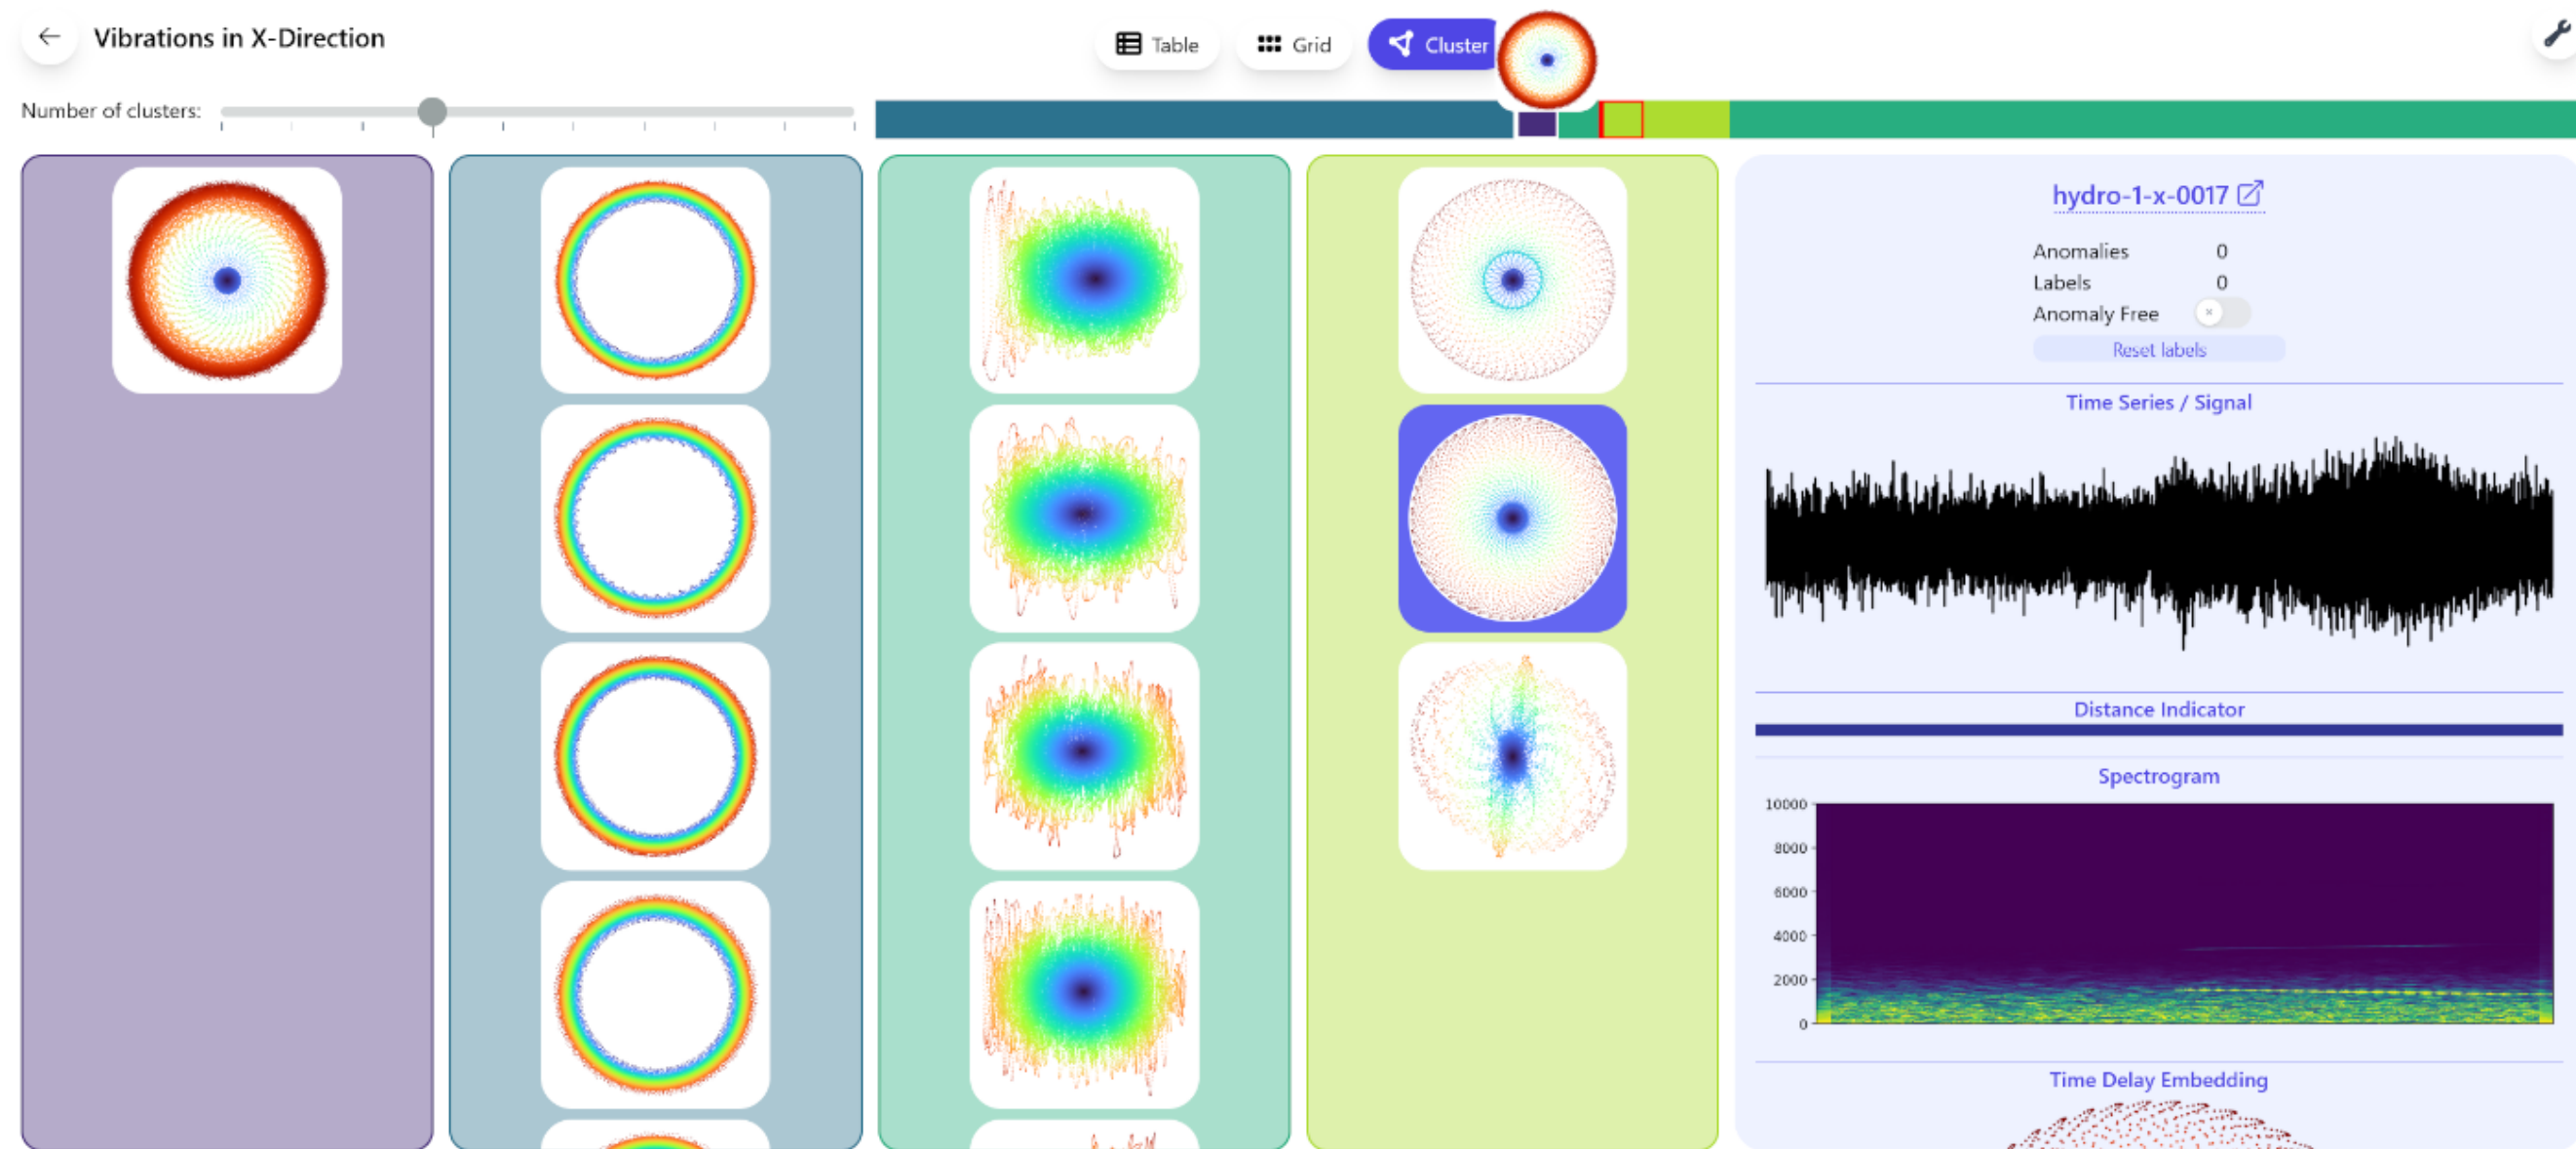 Vibrations in X-Direction
Table
Grid
Cluster
Number of clusters:
hydro-1-x-0017
Anomalies 0
Labels 0
Anomaly Free
Reset labels
Time Series / Signal
Distance Indicator
Spectrogram
10000
8000
6000
4000
2000
0
Time Delay Embedding